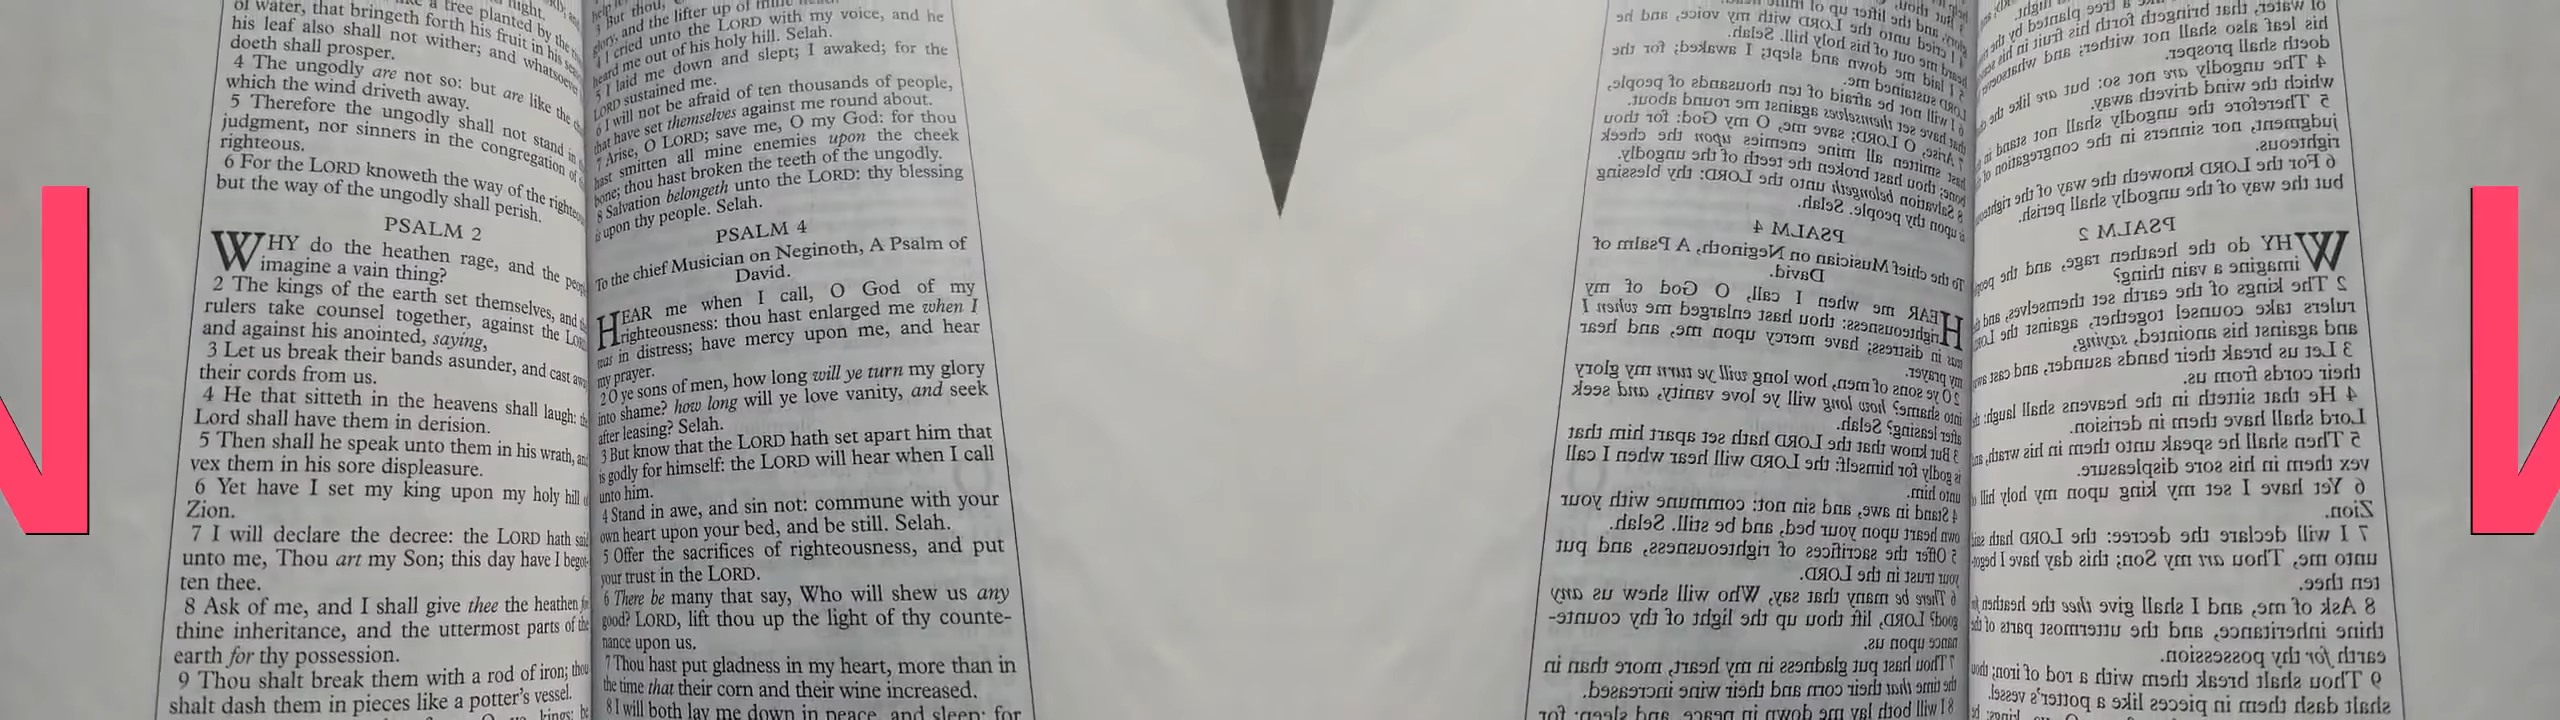 like a tree planted by the
of water, that bringeth forth his fruit in his
his leaf also shall not wither; and whatsoever
doeth shall prosper.
4 The ungodly are not so: but are like the
which the wind driveth away.
5 Therefore the ungodly shall not stand in
judgment, nor sinners in the congregation of
righteous.
6 For the LORD knoweth the way of the
but the way of the ungodly shall perish.
PSALM 2
WHY do the heathen rage, and the
imagine a vain thing?
2 The kings of the earth set themselves, and
rulers take counsel together, against the LORD
and against his anointed, saying,
3 Let us break their bands asunder, and cast
their cords from us.
4 He that sitteth in the heavens shall laugh:
Lord shall have them in derision.
5 Then shall he speak unto them in his wrath,
vex them in his sore displeasure.
6 Yet have I set my king upon my holy hill
Zion.
7 I will declare the decree: the LORD hath said
unto me, Thou art my Son; this day have I begot-
ten thee.
8 Ask of me, and I shall give thee the heathen
thine inheritance, and the uttermost parts of the
earth for thy possession.
9 Thou shalt break them with a rod of iron; thou
shalt dash them in pieces like a potter's vessel.
3 But thou,
glory, and the lifter up of mine
4 I cried unto the LORD with my voice, and he
heard me out of his holy hill. Selah.
5 I laid me down and slept; I awaked; for the
LORD sustained me.
6 I will not be afraid of ten thousands of people,
that have set themselves against me round about.
7 Arise, O LORD; save me, O my God: for thou
hast smitten all mine enemies upon the cheek
bone; thou hast broken the teeth of the ungodly.
8 Salvation belongeth unto the LORD: thy blessing
is upon thy people. Selah.
PSALM 4
To the chief Musician on Neginoth, A Psalm of
David.
HEAR me when I call, O God of my
righteousness: thou hast enlarged me when I
was in distress; have mercy upon me, and hear
my prayer.
2 O ye sons of men, how long will ye turn my glory
into shame? how long will ye love vanity, and seek
after leasing? Selah.
3 But know that the LORD hath set apart him that
is godly for himself: the LORD will hear when I call
unto him.
4 Stand in awe, and sin not: commune with your
own heart upon your bed, and be still. Selah.
5 Offer the sacrifices of righteousness, and put
your trust in the LORD.
6 There be many that say, Who will shew us any
good? LORD, lift thou up the light of thy counte-
nance upon us.
7 Thou hast put gladness in my heart, more than in
the time that their corn and their wine increased.
8 I will both lay me down in peace, and sleep: for